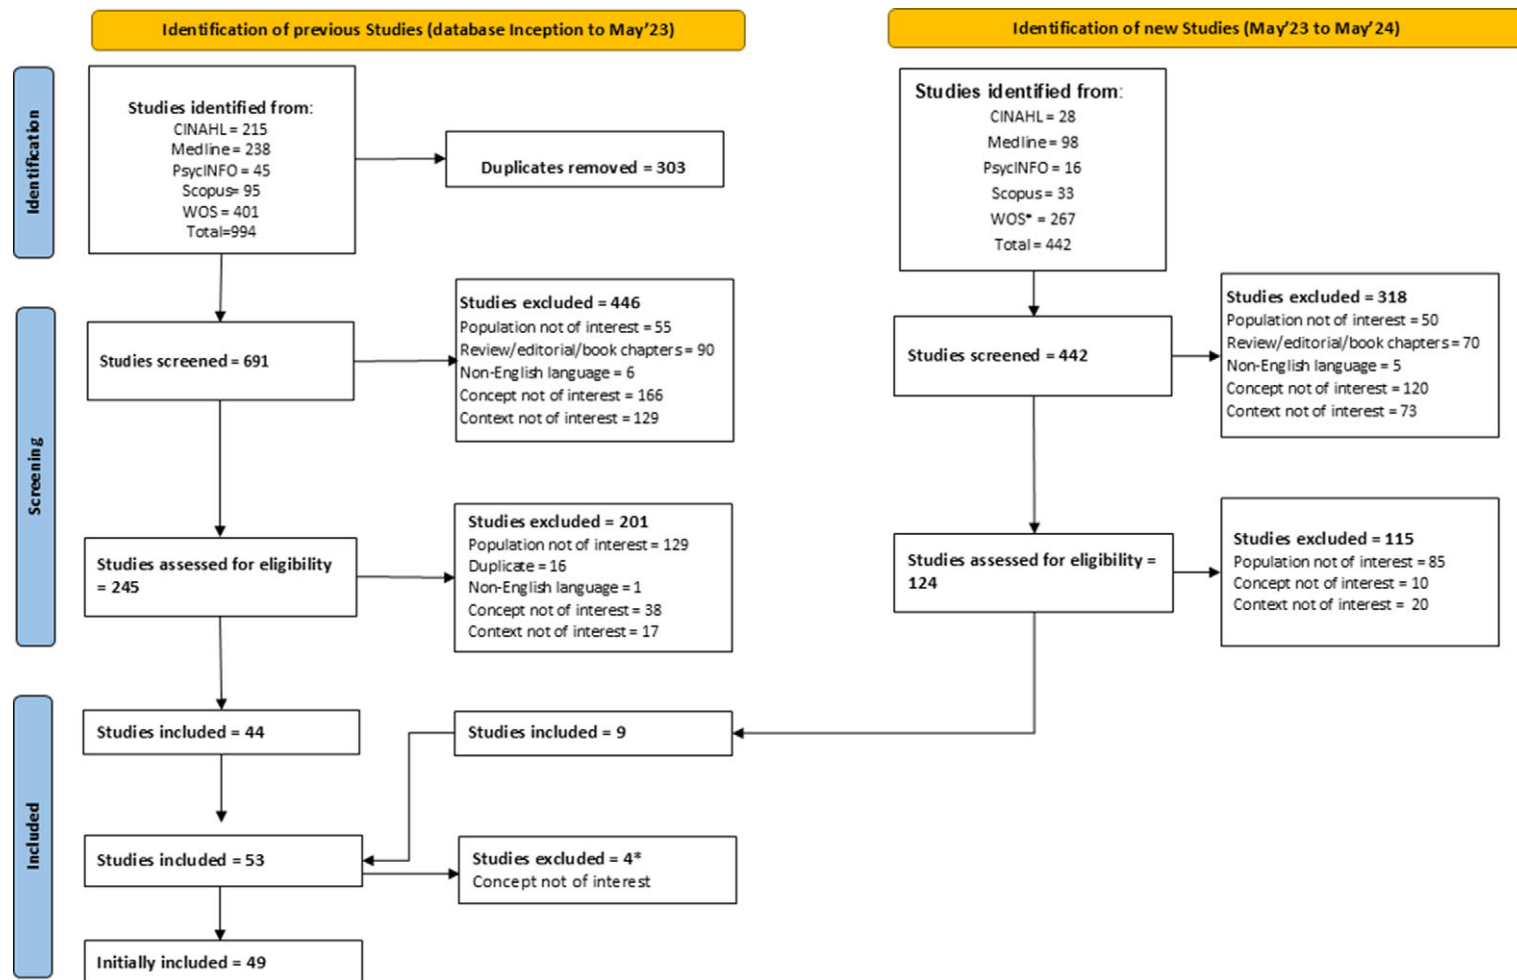 Identification of previous Studies (database Inception to May'23)
Identification of new Studies (May'23 to May'24)
Identification
Studies identified from:
CINAHL = 215
Medline = 238
PsycINFO = 45
Scopus= 95
WOS = 401
Total=994
Duplicates removed = 303
Studies identified from:
CINAHL = 28
Medline = 98
PsycINFO = 16
Scopus = 33
WOS* = 267
Total = 442
Screening
Studies screened = 691
Studies excluded = 446
Population not of interest = 55
Review/editorial/book chapters = 90
Non-English language = 6
Concept not of interest = 166
Context not of interest = 129
Studies screened = 442
Studies excluded = 318
Population not of interest = 50
Review/editorial/book chapters = 70
Non-English language = 5
Concept not of interest = 120
Context not of interest = 73
Studies assessed for eligibility
= 245
Studies excluded = 201
Population not of interest = 129
Duplicate = 16
Non-English language = 1
Concept not of interest = 38
Context not of interest = 17
Studies assessed for eligibility =
124
Studies excluded = 115
Population not of interest = 85
Concept not of interest = 10
Context not of interest =  20
Included
Studies included = 44
Studies included = 9
Studies included = 53
Studies excluded = 4*
Concept not of interest
Initially included = 49